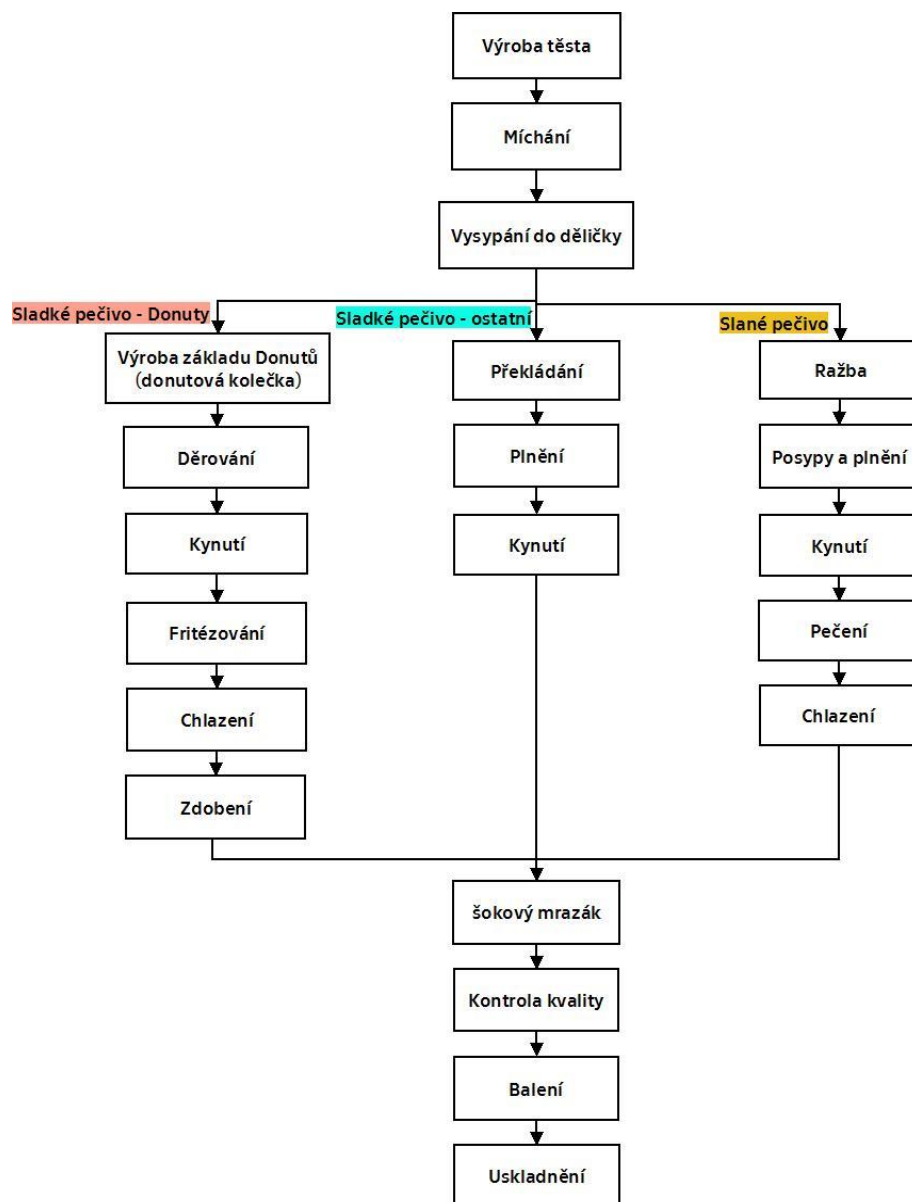 Výroba těsta
Míchání
Vysypání do děličky
Sladké pečivo - Donuty
Výroba základu Donutů
(donutová kolečka)
Děrování
Kynutí
Fritézování
Chlazení
Zdobení
Sladké pečivo - ostatní
Překládání
Plnění
Kynutí
Slané pečivo
Ražba
Posypy a plnění
Kynutí
Pečení
Chlazení
šokový mrazák
Kontrola kvality
Balení
Uskladnění